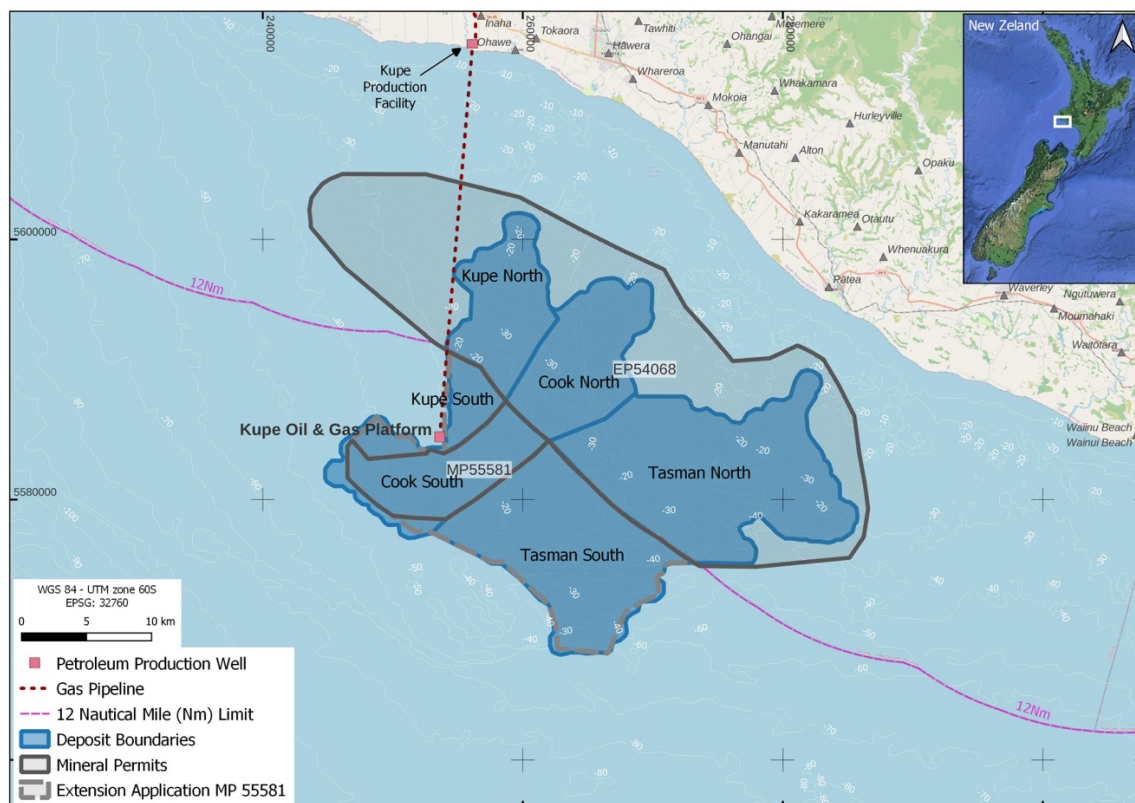 240000
260000
280000
5600000
5580000
Inaha
Ohawe
Tokaora
Tawhiti
Hāwera
Whareroa
Meremere
Ohangai
Whakamara
Mokoia
Hurleyville
Manutahi
Alton
Opaku
Kakaramea
Otautu
Whenuakura
Patea
Waverley
Ngutuwera
Moumahaki
Waitotara
Waiinu Beach
Wainui Beach
New Zeland
Kupe
Production
Facility
12Nm
Kupe North
Cook North
EP54068
Kupe South
Kupe Oil & Gas Platform
MP55581
Cook South
Tasman North
Tasman South
12Nm
WGS 84 - UTM zone 60S
EPSG: 32760
0 5 10 km
Petroleum Production Well
Gas Pipeline
12 Nautical Mile (Nm) Limit
Deposit Boundaries
Mineral Permits
Extension Application MP 55581